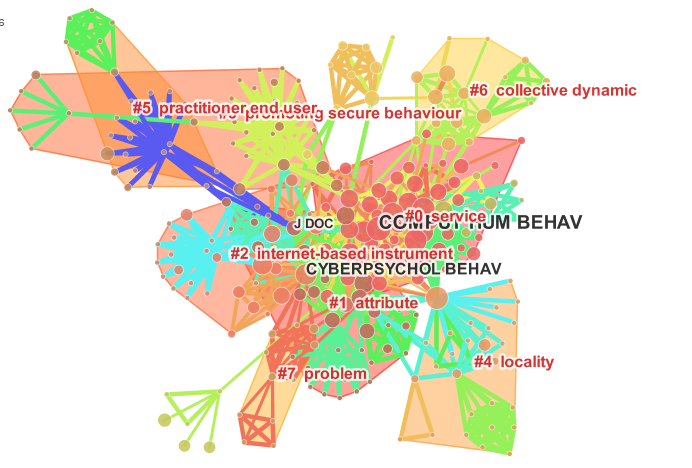 s
#6 collective dynamic
#5 practitioner end user
promoting secure behaviour
#0 service
COMPUT HUM BEHAV
J DOC
#2 internet-based instrument
CYBERPSYCHOL BEHAV
#1 attribute
#4 locality
#7 problem